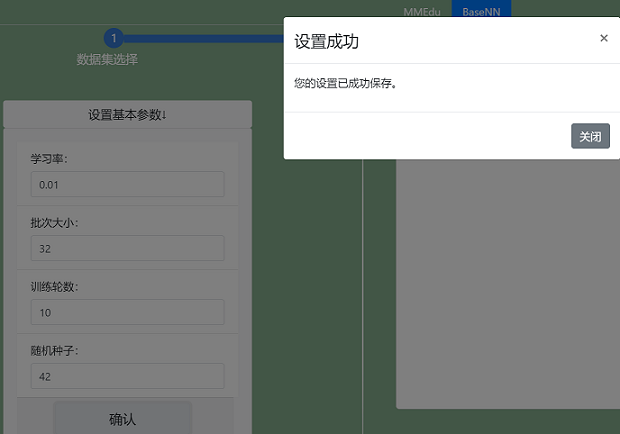 MMEdu
BaseNN
1
数据集选择
设置成功
×
您的设置已成功保存。
关闭
设置基本参数↓
学习率：
0.01
批次大小：
32
训练轮数：
10
随机种子：
42
确认